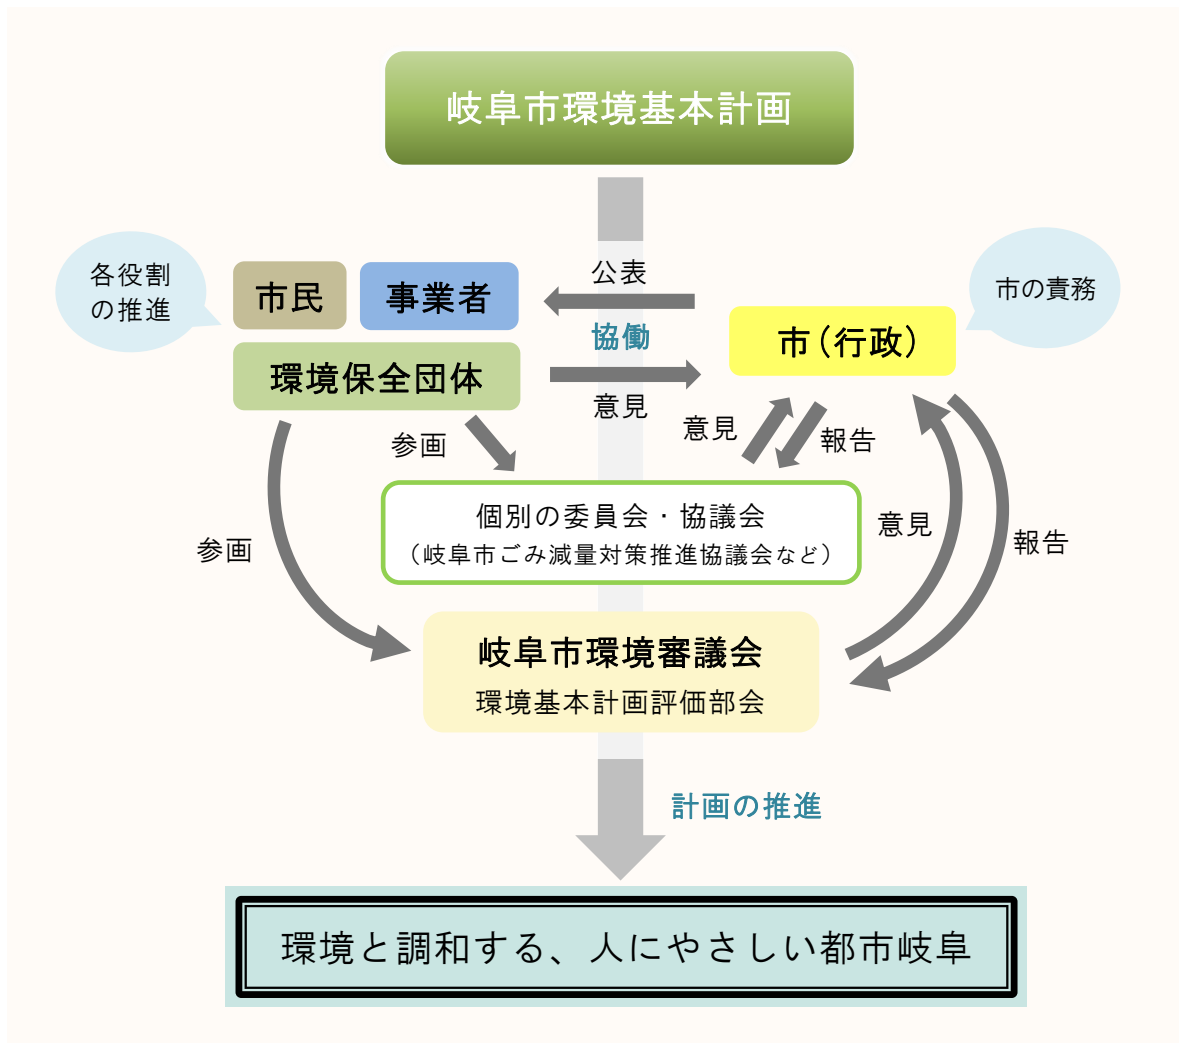 岐阜市環境基本計画
各役割
の推進
市民
事業者
環境保全団体
公表
協働
意見
市(行政)
市の責務
参画
意見
報告
参画
個別の委員会・協議会
(岐阜市ごみ減量対策推進協議会など)
意見
報告
岐阜市環境審議会
環境基本計画評価部会
計画の推進
環境と調和する、人にやさしい都市岐阜